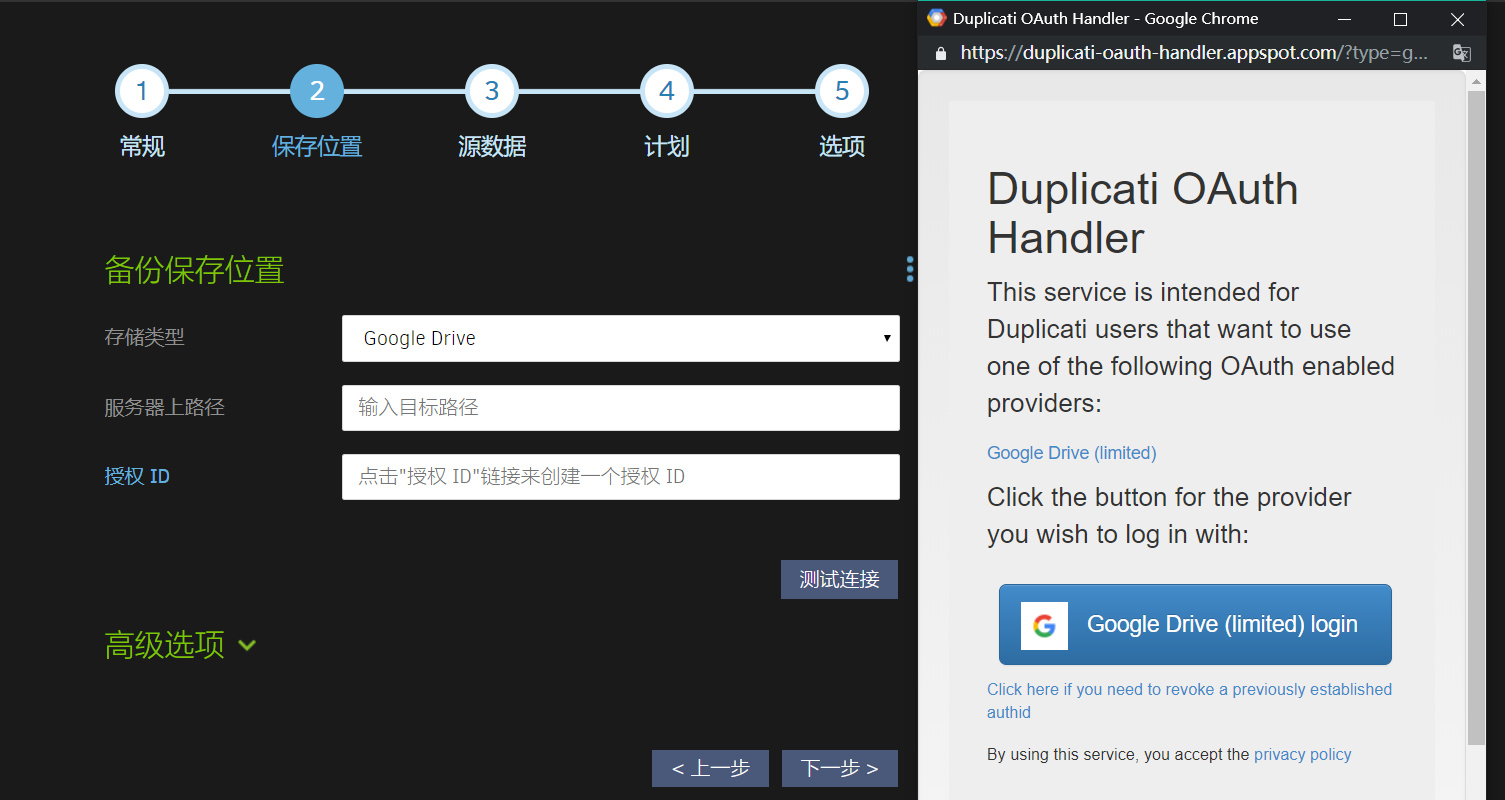 1
2
3
4
5
常规
保存位置
源数据
计划
选项
备份保存位置
存储类型
Google Drive
服务器上路径
输入目标路径
授权 ID
点击"授权 ID"链接来创建一个授权 ID
测试连接
高级选项
< 上一步
下一步 >
Duplicati OAuth Handler - Google Chrome
https://duplicati-oauth-handler.appspot.com/?type=g...
Duplicati OAuth
Handler
This service is intended for
Duplicati users that want to use
one of the following OAuth enabled
providers:
Google Drive (limited)
Click the button for the provider
you wish to log in with:
Google Drive (limited) login
Click here if you need to revoke a previously established
authid
By using this service, you accept the privacy policy